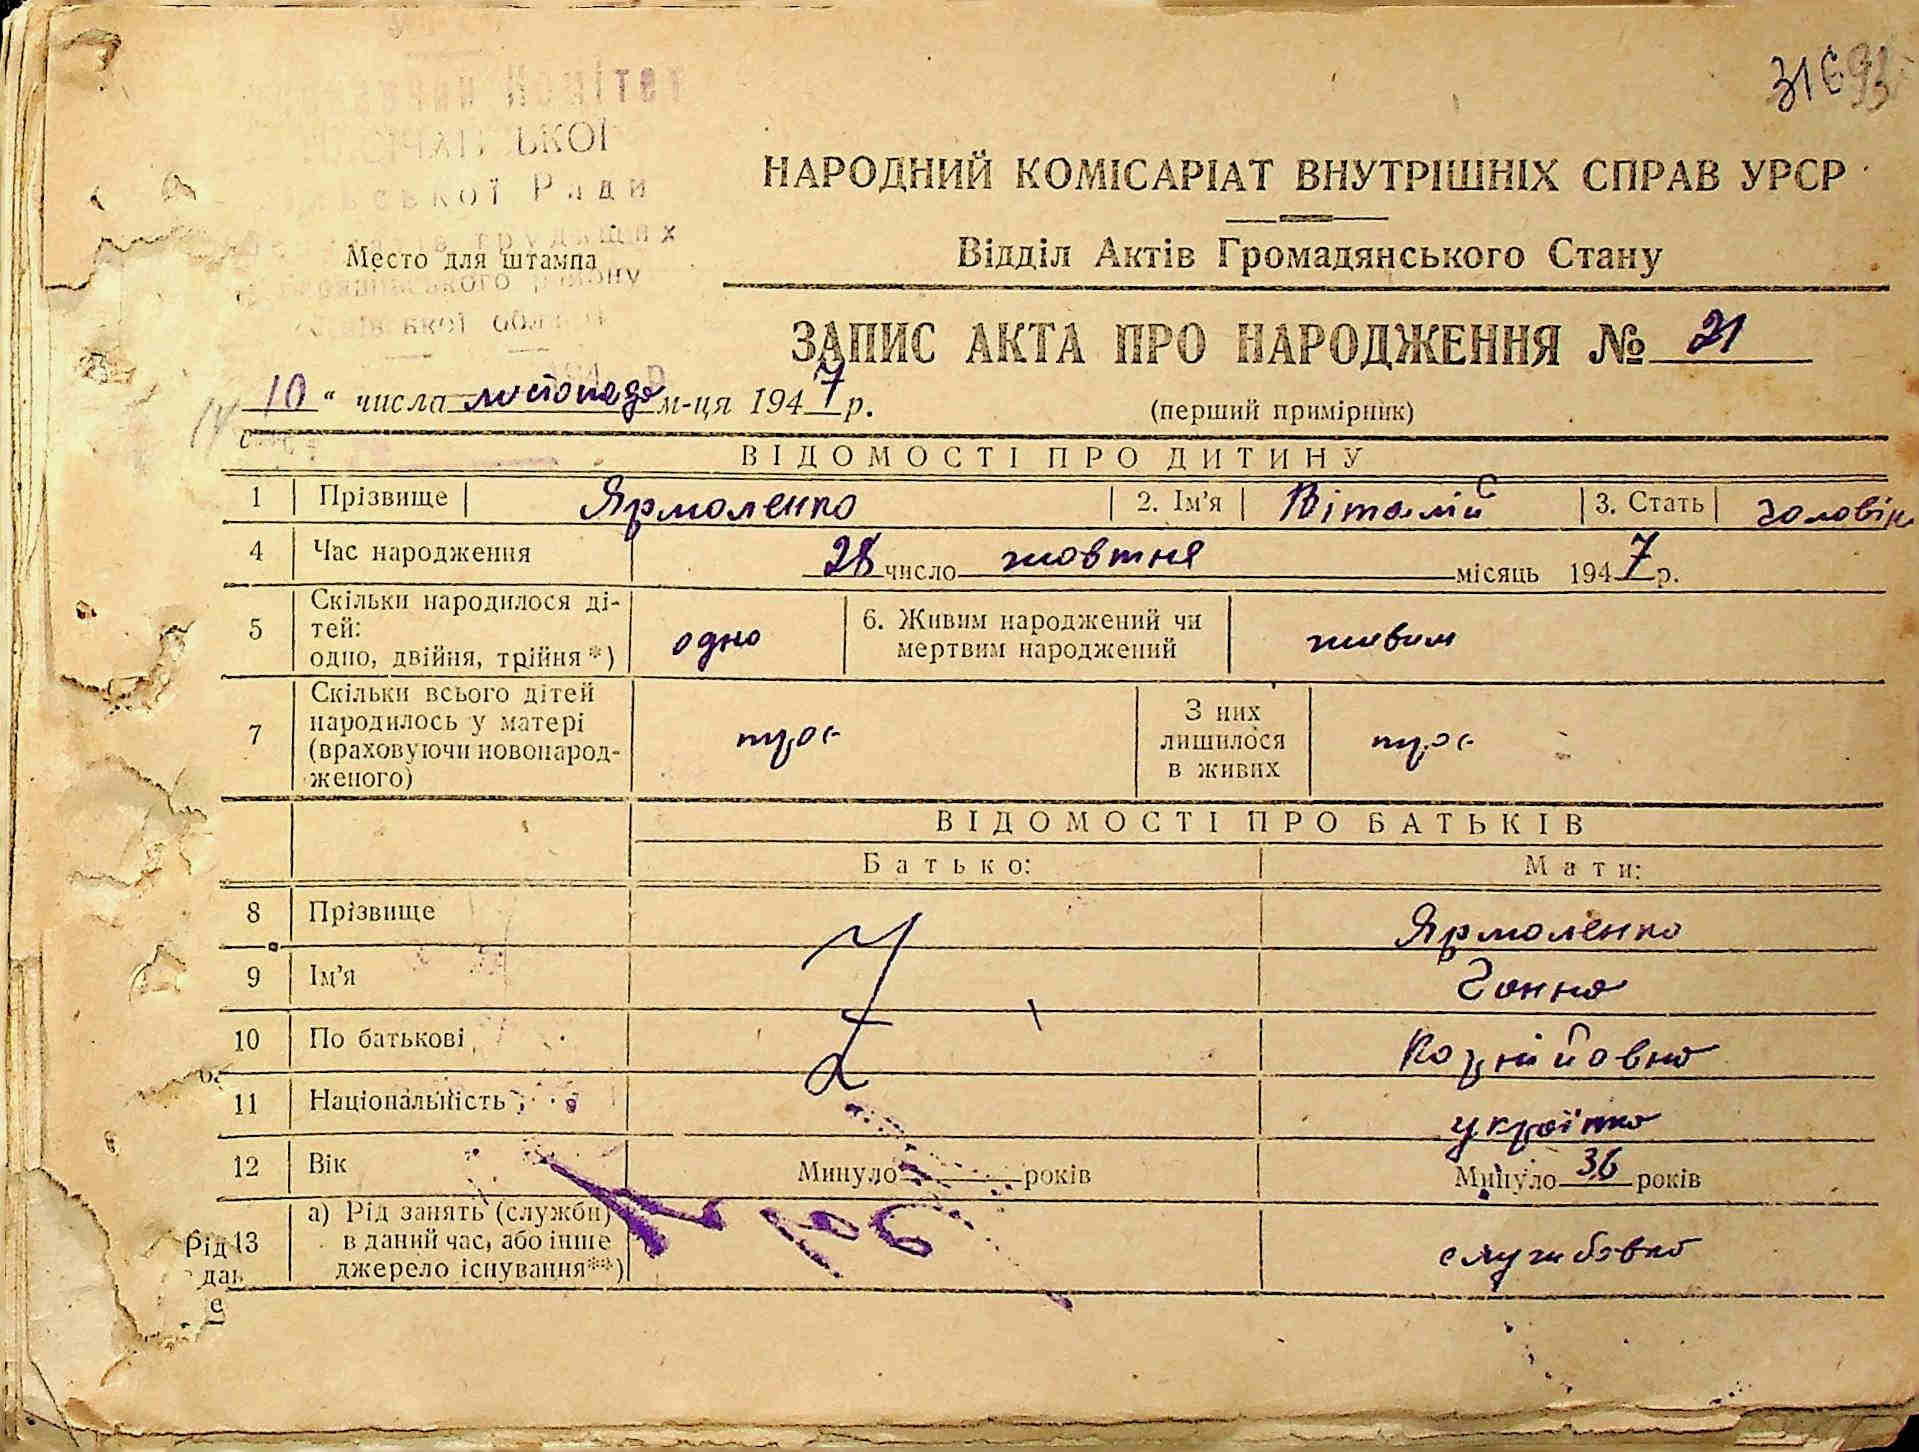 НАРОДНИЙ КОМІСАРІАТ ВНУТРІШНІХ СПРАВ УРСР
Відділ Актів Громадянського Стану
Место для штампа
ЗАПИС АКТА ПРО НАРОДЖЕННЯ № 21
10 " числа листопада м-ця 1947 р.
(перший примірник)
ВІДОМОСТІ ПРО ДИТИНУ
1 Прізвище Ярмоленко 2. Ім'я Віталій 3. Стать чоловік
4 Час народження 28 число жовтня місяць 1947 р.
5 Скільки народилося дітей: одно, двійня, трійня *) одно 6. Живим народжений чи мертвим народжений живим
7 Скільки всього дітей народилось у матері (враховуючи новонародженого) троє З них лишилося в живих троє
ВІДОМОСТІ ПРО БАТЬКІВ
Батько: Мати:
8 Прізвище Ярмоленко
9 Ім'я Ганна
10 По батькові Корнійовна
11 Національність українка
12 Вік Минуло років Минуло 36 років
13 а) Рід занять (служби) в даний час, або інше джерело існування **) службовка